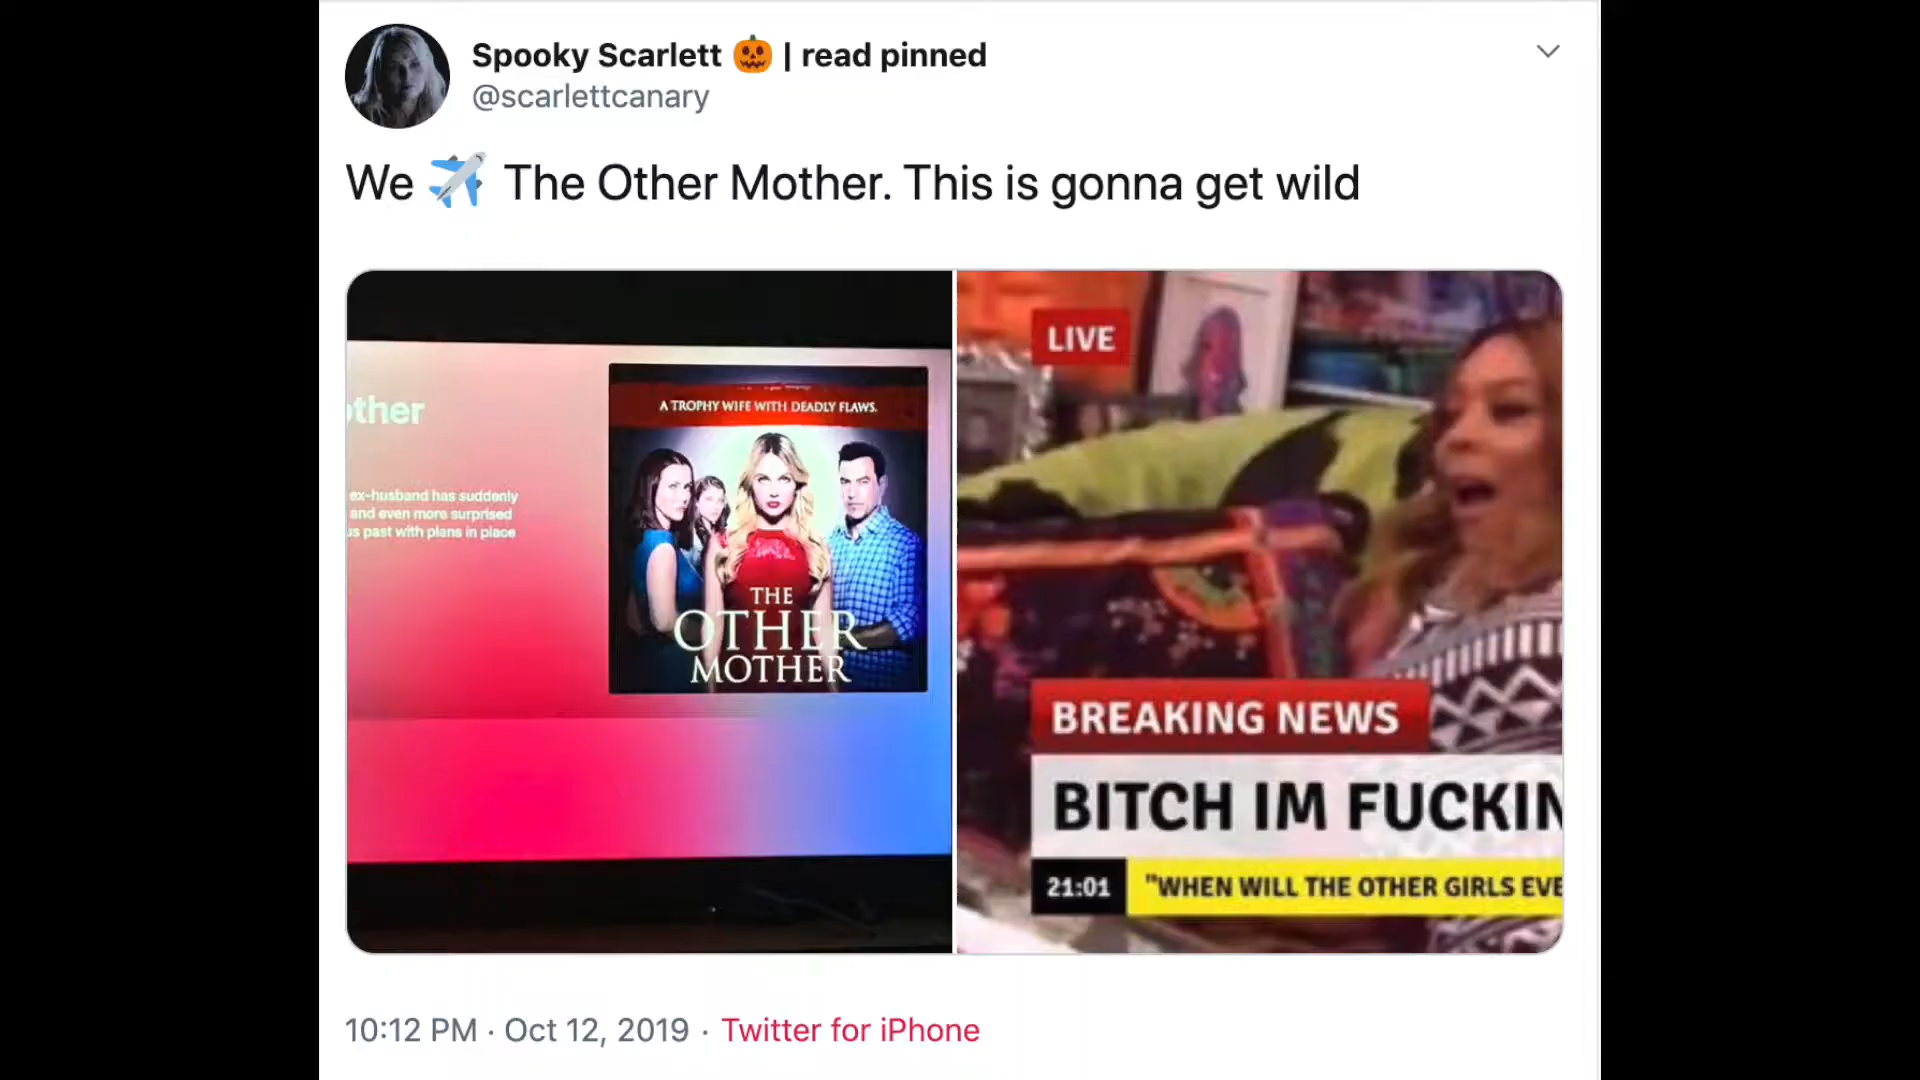 Spooky Scarlett 🎃 | read pinned
@scarlettcanary
We ✈️ The Other Mother. This is gonna get wild
ther
ex-husband has suddenly
and even more surprised
us past with plans in place
A TROPHY WIFE WITH DEADLY FLAWS.
THE
OTHER
MOTHER
LIVE
BREAKING NEWS
BITCH IM FUCKIN
21:01 "WHEN WILL THE OTHER GIRLS EVE
10:12 PM · Oct 12, 2019 · Twitter for iPhone